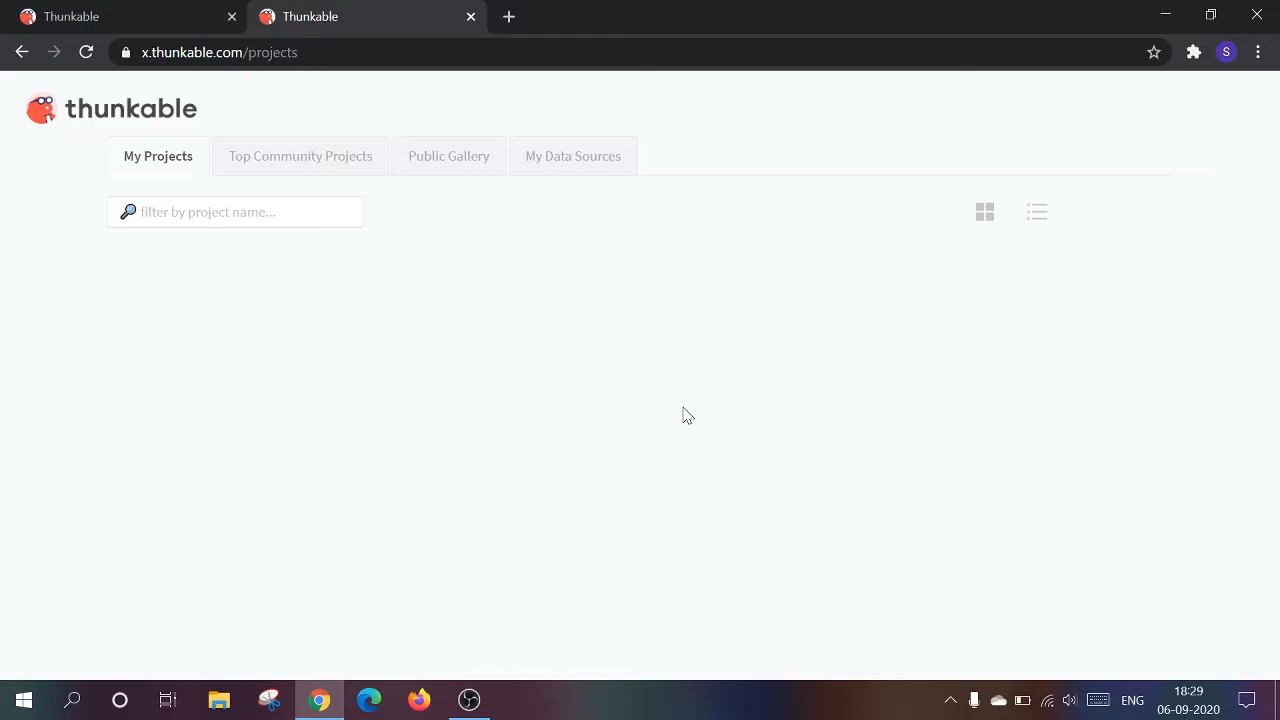 Thunkable
Thunkable
x.thunkable.com/projects
S
thunkable
My Projects
Top Community Projects
Public Gallery
My Data Sources
filter by project name...
ENG
18:29
06-09-2020